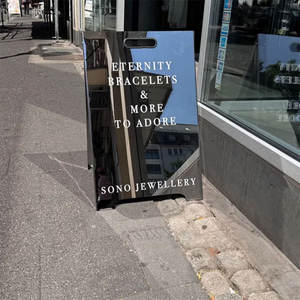 ETERNITY
BRACELETS
&
MORE
TO ADORE
SONO JEWELLERY